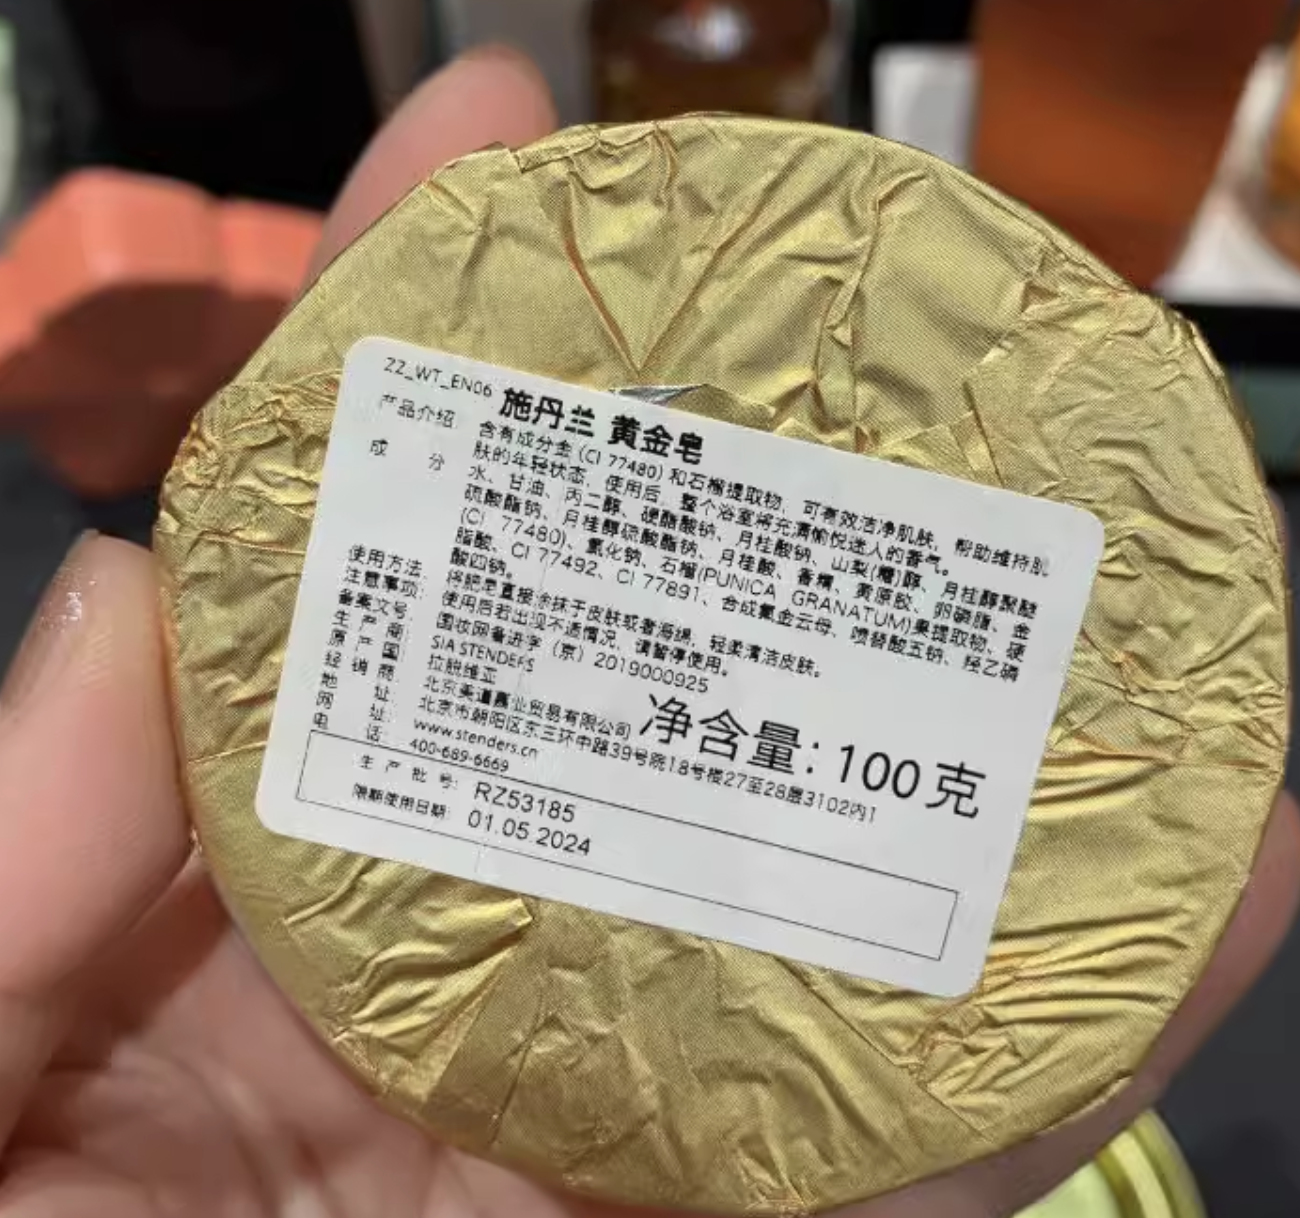 ZZ_WT_EN06 施丹兰 黄金皂
产品介绍 含有成分金(CI 77480)和石榴提取物，可有效洁净肌肤，帮助维持肌
肤的年轻状态，使用后，整个浴室将充满愉悦迷人的香气。
成 分 水、甘油、丙二醇、硬脂酸钠、月桂酸钠、山梨(糖)醇、月桂醇聚醚
硫酸酯钠、月桂醇硫酸酯钠、月桂酸、香精、黄原胶、卵磷脂、金
(CI 77480)、氯化钠、石榴(PUNICA GRANATUM)果提取物、硬
脂酸、CI 77492、CI 77891、合成氟金云母、喷替酸五钠、羟乙磷
酸四钠。
使用方法: 将肥皂直接涂抹于皮肤或者海绵，轻柔清洁皮肤。
注意事项: 使用后若出现不适情况，请暂停使用。
备案文号: 国妆网备进字（京）2019000925
生 产 商: SIA STENDERS
原 产 国: 拉脱维亚
经 销 商: 北京美道嘉业贸易有限公司
地 址: 北京市朝阳区东三环中路39号院18号楼27至28层3102内1
网 址: www.stenders.cn
电 话: 400-689-6669
净含量: 100克
生 产 批 号: RZ53185
限期使用日期: 01.05.2024